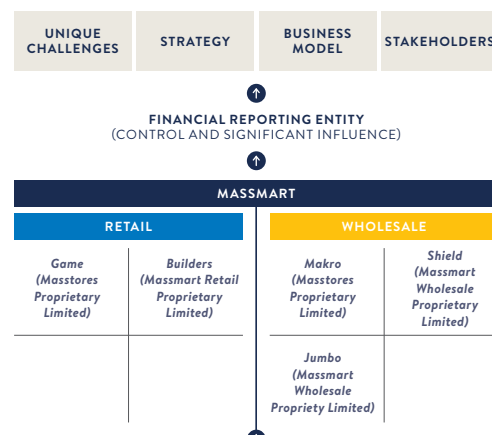 UNIQUE
CHALLENGES
STRATEGY
BUSINESS
MODEL
STAKEHOLDERS
FINANCIAL REPORTING ENTITY
(CONTROL AND SIGNIFICANT INFLUENCE)
MASSMART
RETAIL
WHOLESALE
Game
(Masstores
Proprietary
Limited)
Builders
(Massmart Retail
Proprietary
Limited)
Makro
(Masstores
Proprietary
Limited)
Shield
(Massmart
Wholesale
Proprietary
Limited)
Jumbo
(Massmart
Wholesale
Propriety Limited)